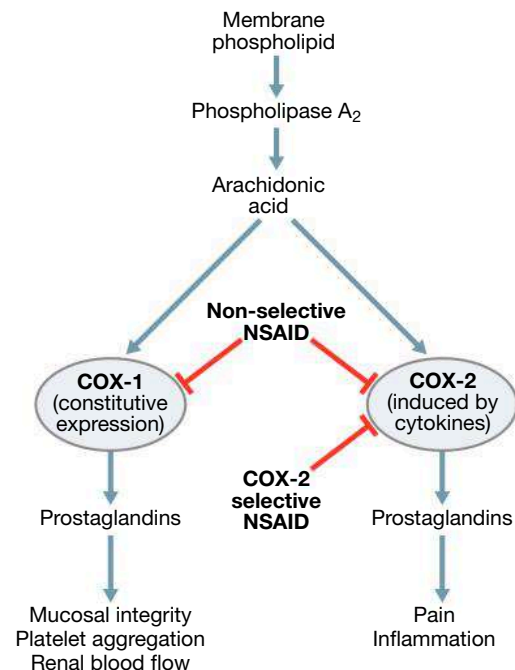 Membrane
phospholipid
Phospholipase A₂
Arachidonic
acid
Non-selective
NSAID
COX-1
(constitutive
expression)
COX-2
(induced by
cytokines)
COX-2
selective
NSAID
Prostaglandins
Prostaglandins
Mucosal integrity
Platelet aggregation
Renal blood flow
Pain
Inflammation